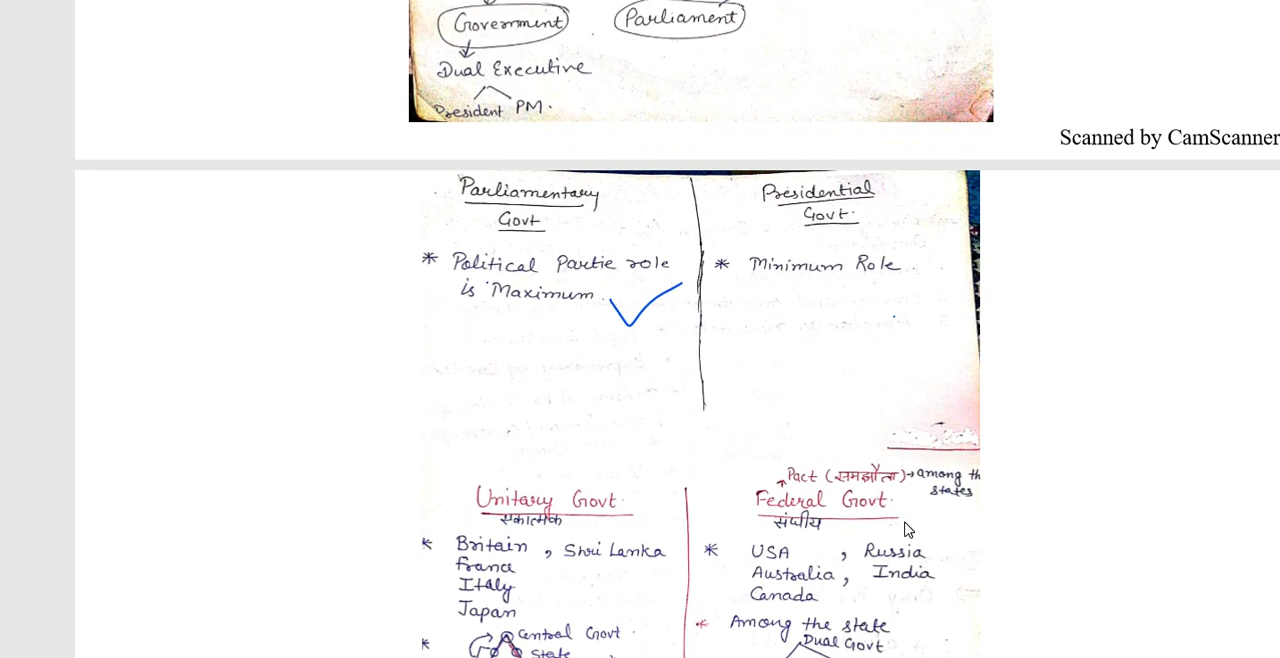 Government Parliament
Dual Executive
President PM.
Scanned by CamScanner
Parliamentary Govt
Presidential Govt.
* Political Partie role is Maximum.
* Minimum Role
Pact (समझौता)→among th states
Unitary Govt.
एकात्मक
Federal Govt.
संघीय
* Britain, Shri Lanka
France
Italy
Japan
* USA, Russia
Australia, India
Canada
* Among the state
Dual Govt
* Central Govt.
State